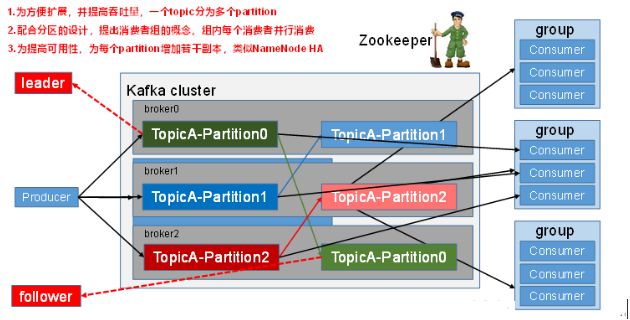 1.为方便扩展，并提高吞吐量，一个topic分为多个partition
2.配合分区的设计，提出消费者组的概念，组内每个消费者并行消费
3.为提高可用性，为每个partition增加若干副本，类似NameNode HA
Zookeeper
group
Consumer
Consumer
Consumer
leader
Kafka cluster
broker0
TopicA-Partition0
TopicA-Partition1
group
Consumer
Consumer
Consumer
broker1
Producer
TopicA-Partition1
TopicA-Partition2
broker2
TopicA-Partition2
TopicA-Partition0
group
Consumer
Consumer
Consumer
follower